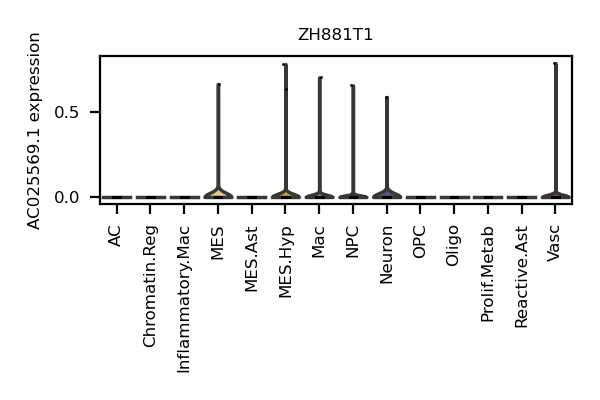 ZH881T1
AC025569.1 expression
0.5
0.0
AC
Chromatin.Reg
Inflammatory.Mac
MES
MES.Ast
MES.Hyp
Mac
NPC
Neuron
OPC
Oligo
Prolif.Metab
Reactive.Ast
Vasc